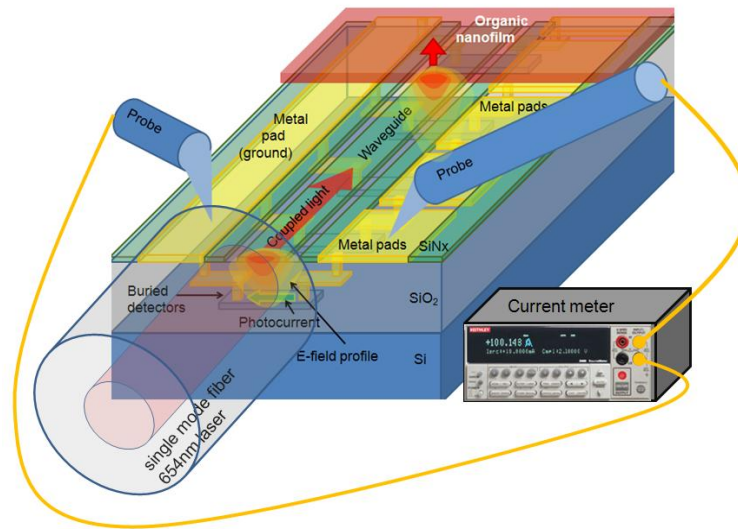 Organic
nanofilm
Metal pads
Probe
Metal
pad
(ground)
Waveguide
Probe
Coupled light
SiNx
Metal pads
Buried
detectors
SiO2
Photocurrent
E-field profile
Si
Current meter
KEITHLEY
+100.148
single mode fiber
654nm laser